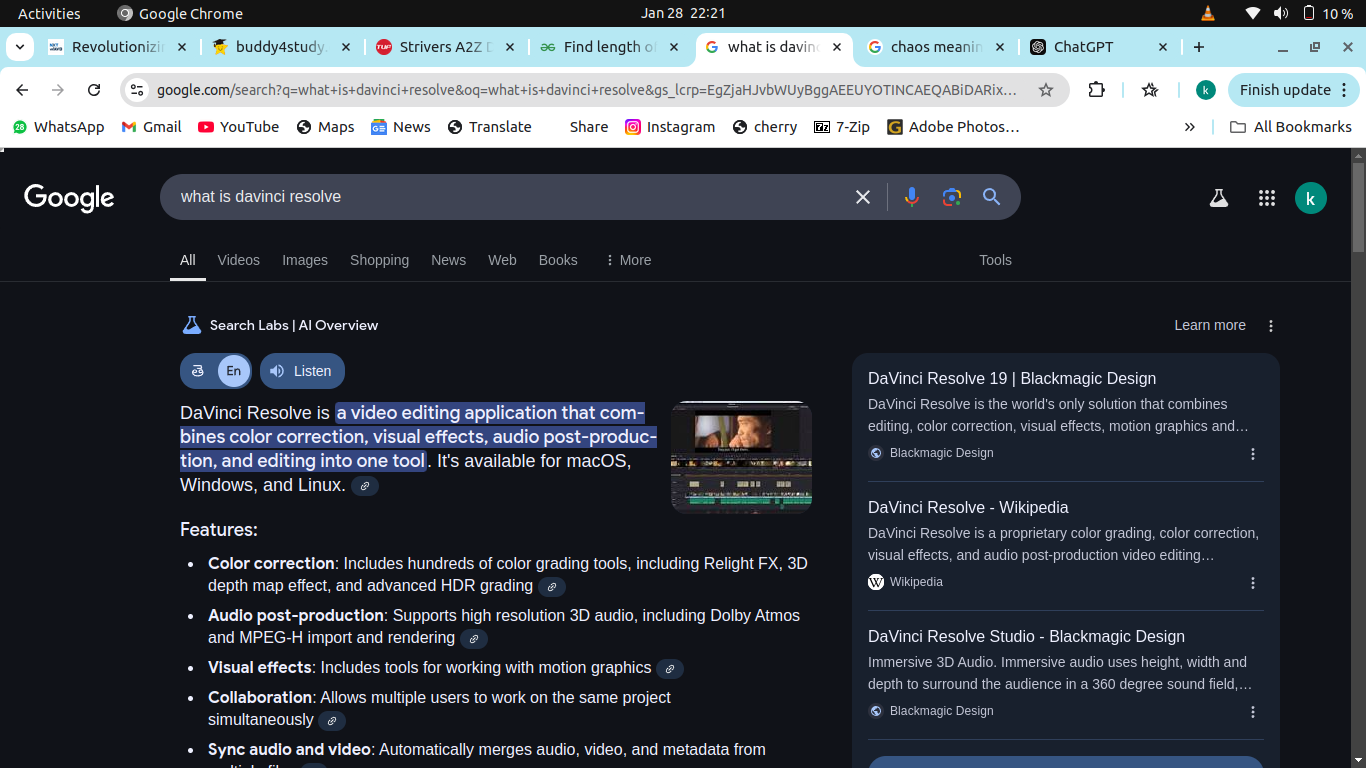 Activities Google Chrome Jan 28 22:21 10 %
Revolutionizi buddy4study. Strivers A2Z D Find length o what is davinc chaos meanin ChatGPT
google.com/search?q=what+is+davinci+resolve&oq=what+is+davinci+resolve&gs_lcrp=EgZjaHJvbWUyBggAEEUYOTINCAEQABiDARix… k Finish update
28 WhatsApp Gmail YouTube Maps News Translate Share Instagram cherry 7z 7-Zip Adobe Photos… » All Bookmarks
Google what is davinci resolve k
All Videos Images Shopping News Web Books More Tools
Search Labs | AI Overview Learn more
En Listen
DaVinci Resolve is a video editing application that com-
bines color correction, visual effects, audio post-produc-
tion, and editing into one tool. It's available for macOS,
Windows, and Linux.
Features:
Color correction: Includes hundreds of color grading tools, including Relight FX, 3D
depth map effect, and advanced HDR grading
Audio post-production: Supports high resolution 3D audio, including Dolby Atmos
and MPEG-H import and rendering
Visual effects: Includes tools for working with motion graphics
Collaboration: Allows multiple users to work on the same project
simultaneously
Sync audio and video: Automatically merges audio, video, and metadata from
DaVinci Resolve 19 | Blackmagic Design
DaVinci Resolve is the world's only solution that combines
editing, color correction, visual effects, motion graphics and…
Blackmagic Design
DaVinci Resolve - Wikipedia
DaVinci Resolve is a proprietary color grading, color correction,
visual effects, and audio post-production video editing…
W Wikipedia
DaVinci Resolve Studio - Blackmagic Design
Immersive 3D Audio. Immersive audio uses height, width and
depth to surround the audience in a 360 degree sound field,…
Blackmagic Design